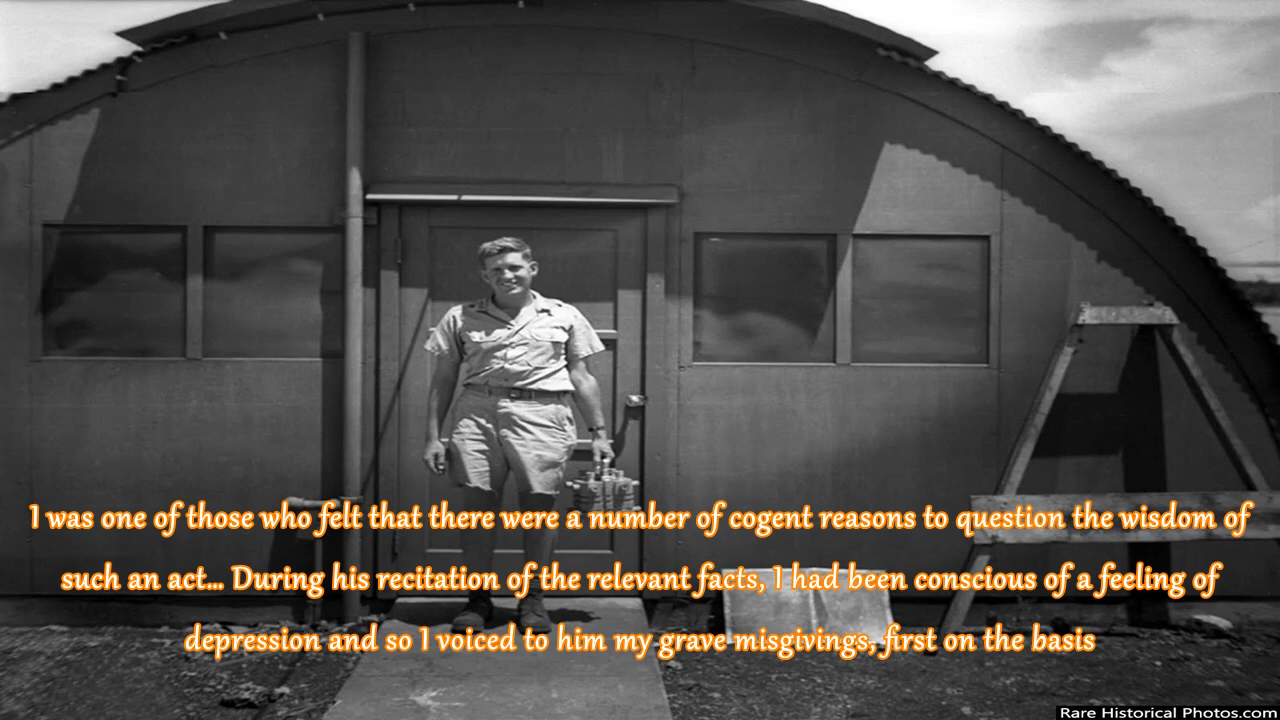 I was one of those who felt that there were a number of cogent reasons to question the wisdom of
such an act... During his recitation of the relevant facts, I had been conscious of a feeling of
depression and so I voiced to him my grave misgivings, first on the basis
Rare Historical Photos.com